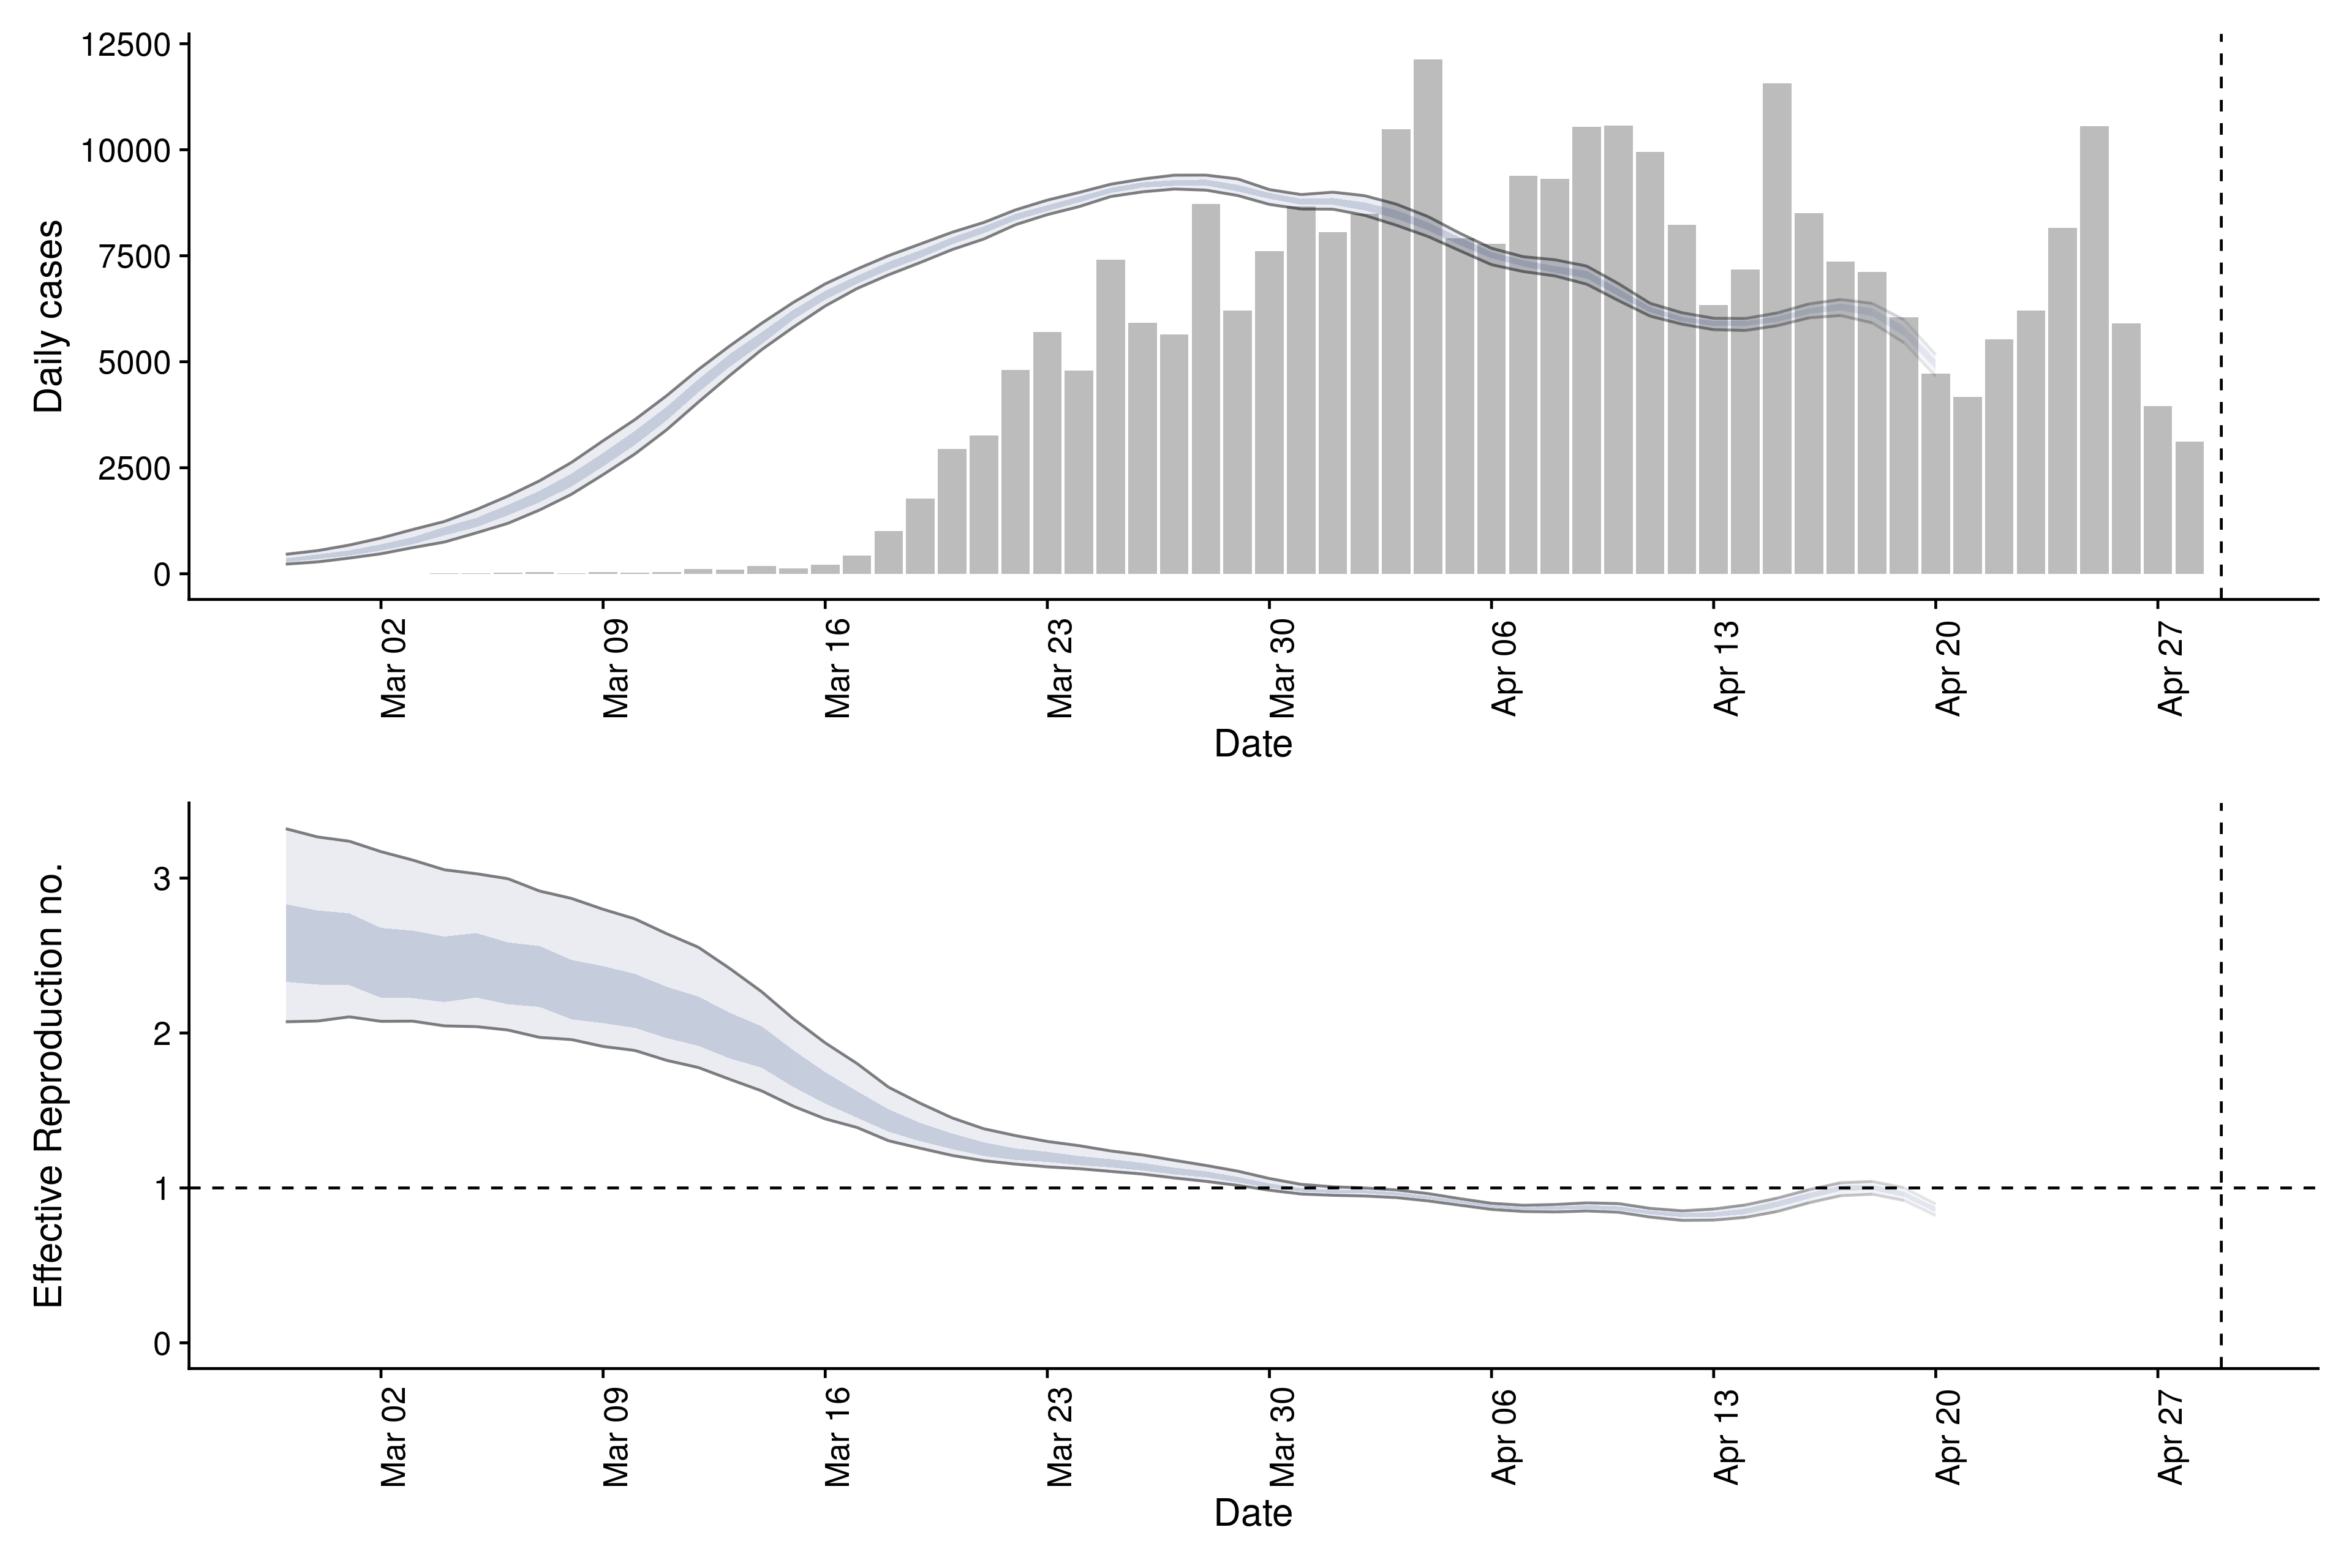 12500
10000
7500
5000
2500
0
Daily cases
Mar 02
Mar 09
Mar 16
Mar 23
Mar 30
Apr 06
Apr 13
Apr 20
Apr 27
Date
3
2
1
0
Effective Reproduction no.
Mar 02
Mar 09
Mar 16
Mar 23
Mar 30
Apr 06
Apr 13
Apr 20
Apr 27
Date